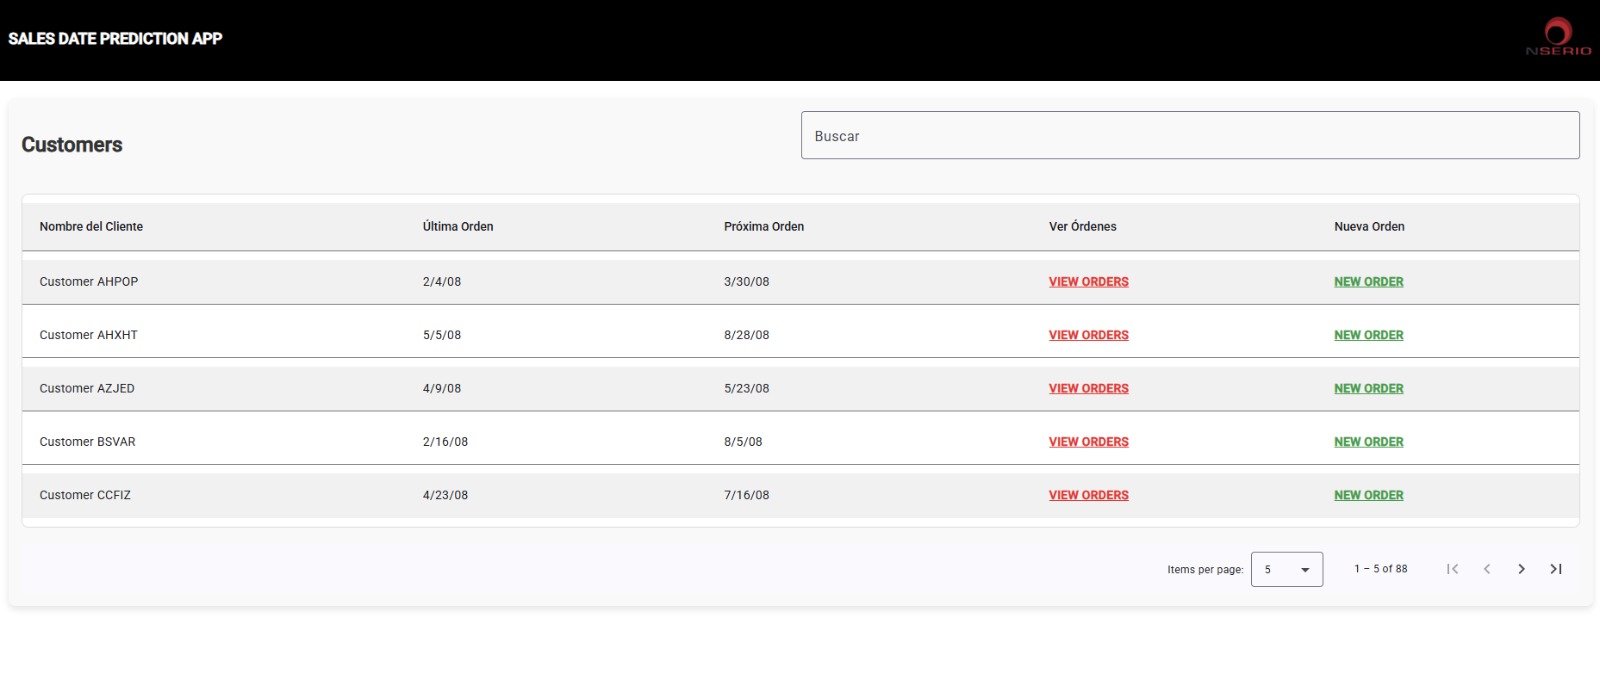 SALES DATE PREDICTION APP
NSERIO
Customers
Buscar
Nombre del Cliente Última Orden Próxima Orden Ver Órdenes Nueva Orden
Customer AHPOP 2/4/08 3/30/08 VIEW ORDERS NEW ORDER
Customer AHXHT 5/5/08 8/28/08 VIEW ORDERS NEW ORDER
Customer AZJED 4/9/08 5/23/08 VIEW ORDERS NEW ORDER
Customer BSVAR 2/16/08 8/5/08 VIEW ORDERS NEW ORDER
Customer CCFIZ 4/23/08 7/16/08 VIEW ORDERS NEW ORDER
Items per page: 5 1 – 5 of 88